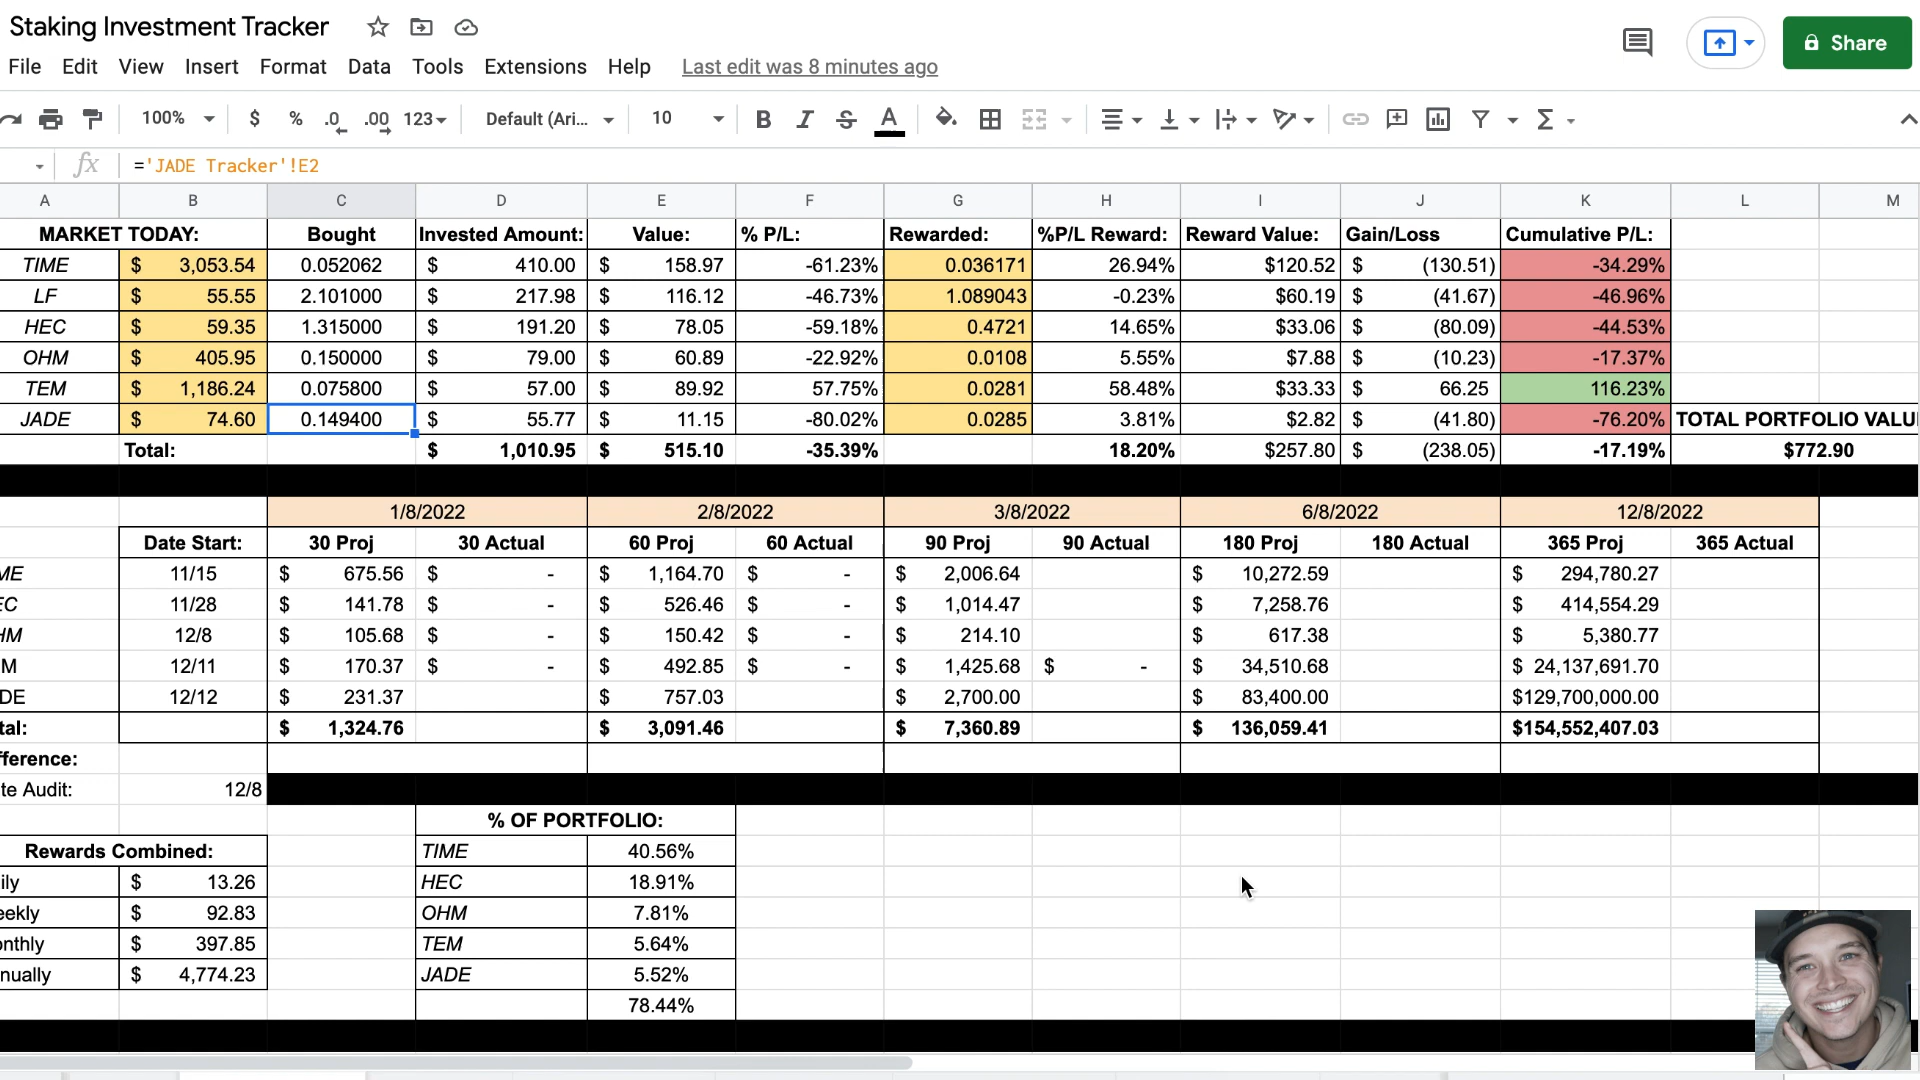 Staking Investment Tracker
File Edit View Insert Format Data Tools Extensions Help Last edit was 8 minutes ago
Share
100% $ % .0 .00 123 Default (Ari... 10 B I S A
fx ='JADE Tracker'!E2
A B C D E F G H I J K L M
MARKET TODAY: Bought Invested Amount: Value: % P/L: Rewarded: %P/L Reward: Reward Value: Gain/Loss Cumulative P/L:
TIME $ 3,053.54 0.052062 $ 410.00 $ 158.97 -61.23% 0.036171 26.94% $120.52 $ (130.51) -34.29%
LF $ 55.55 2.101000 $ 217.98 $ 116.12 -46.73% 1.089043 -0.23% $60.19 $ (41.67) -46.96%
HEC $ 59.35 1.315000 $ 191.20 $ 78.05 -59.18% 0.4721 14.65% $33.06 $ (80.09) -44.53%
OHM $ 405.95 0.150000 $ 79.00 $ 60.89 -22.92% 0.0108 5.55% $7.88 $ (10.23) -17.37%
TEM $ 1,186.24 0.075800 $ 57.00 $ 89.92 57.75% 0.0281 58.48% $33.33 $ 66.25 116.23%
JADE $ 74.60 0.149400 $ 55.77 $ 11.15 -80.02% 0.0285 3.81% $2.82 $ (41.80) -76.20% TOTAL PORTFOLIO VALU
Total: $ 1,010.95 $ 515.10 -35.39% 18.20% $257.80 $ (238.05) -17.19% $772.90
1/8/2022 2/8/2022 3/8/2022 6/8/2022 12/8/2022
Date Start: 30 Proj 30 Actual 60 Proj 60 Actual 90 Proj 90 Actual 180 Proj 180 Actual 365 Proj 365 Actual
ME 11/15 $ 675.56 $ - $ 1,164.70 $ - $ 2,006.64 $ 10,272.59 $ 294,780.27
EC 11/28 $ 141.78 $ - $ 526.46 $ - $ 1,014.47 $ 7,258.76 $ 414,554.29
HM 12/8 $ 105.68 $ - $ 150.42 $ - $ 214.10 $ 617.38 $ 5,380.77
M 12/11 $ 170.37 $ - $ 492.85 $ - $ 1,425.68 $ - $ 34,510.68 $ 24,137,691.70
DE 12/12 $ 231.37 $ 757.03 $ 2,700.00 $ 83,400.00 $129,700,000.00
tal: $ 1,324.76 $ 3,091.46 $ 7,360.89 $ 136,059.41 $154,552,407.03
fference:
te Audit: 12/8
% OF PORTFOLIO:
Rewards Combined: TIME 40.56%
ily $ 13.26 HEC 18.91%
eekly $ 92.83 OHM 7.81%
onthly $ 397.85 TEM 5.64%
nually $ 4,774.23 JADE 5.52%
78.44%